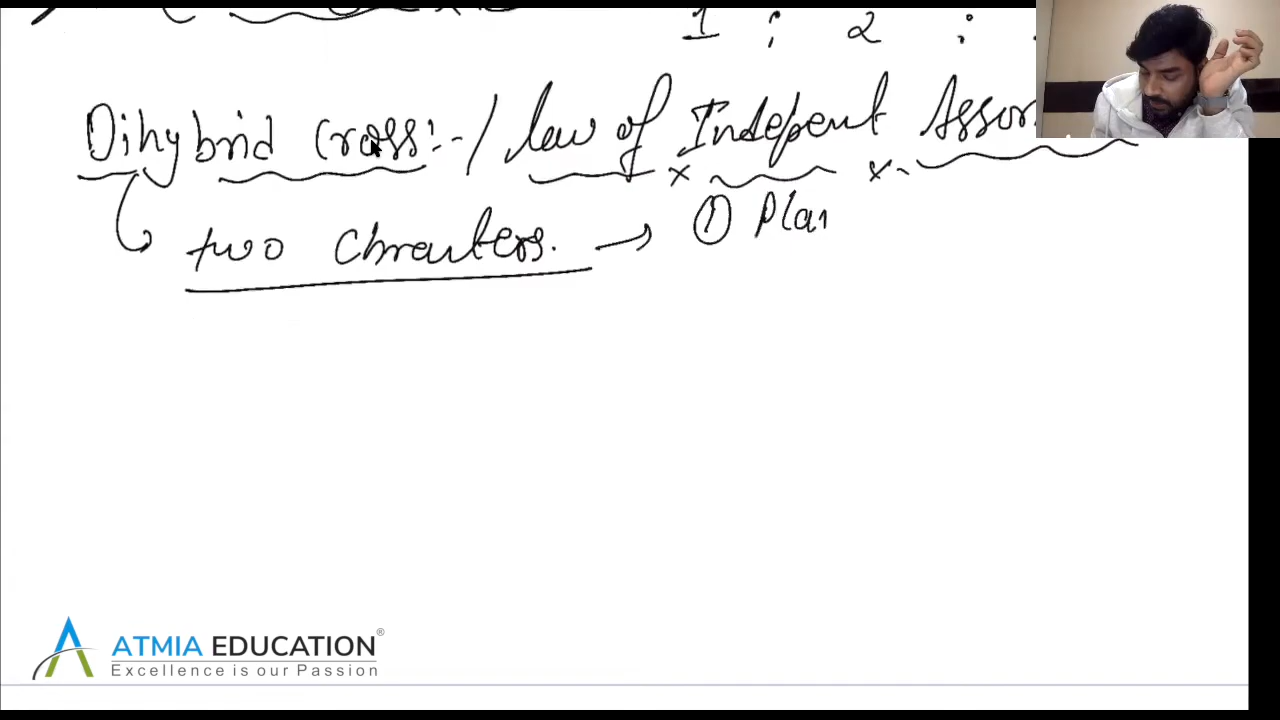 1 : 2 :
Dihybrid Cross:- / law of Indepent Assor
two Chrauters. → ① Plan
ATMIA EDUCATION®
Excellence is our Passion